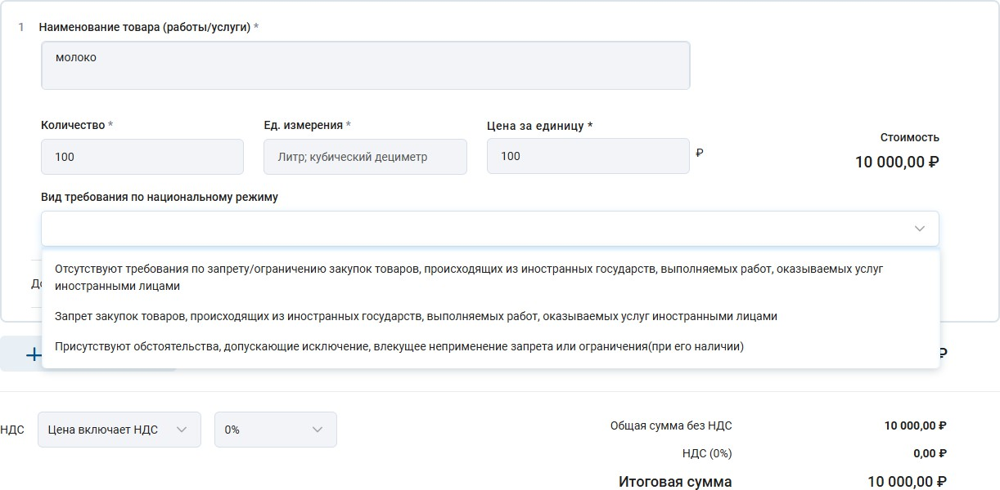 1 Наименование товара (работы/услуги) *
молоко
Количество * Ед. измерения * Цена за единицу *
Стоимость
100 Литр; кубический дециметр 100 ₽
10 000,00 ₽
Вид требования по национальному режиму
Отсутствуют требования по запрету/ограничению закупок товаров, происходящих из иностранных государств, выполняемых работ, оказываемых услуг
иностранными лицами
Запрет закупок товаров, происходящих из иностранных государств, выполняемых работ, оказываемых услуг иностранными лицами
Присутствуют обстоятельства, допускающие исключение, влекущее неприменение запрета или ограничения(при его наличии)
₽
НДС Цена включает НДС 0%
Общая сумма без НДС 10 000,00 ₽
НДС (0%) 0,00 ₽
Итоговая сумма 10 000,00 ₽